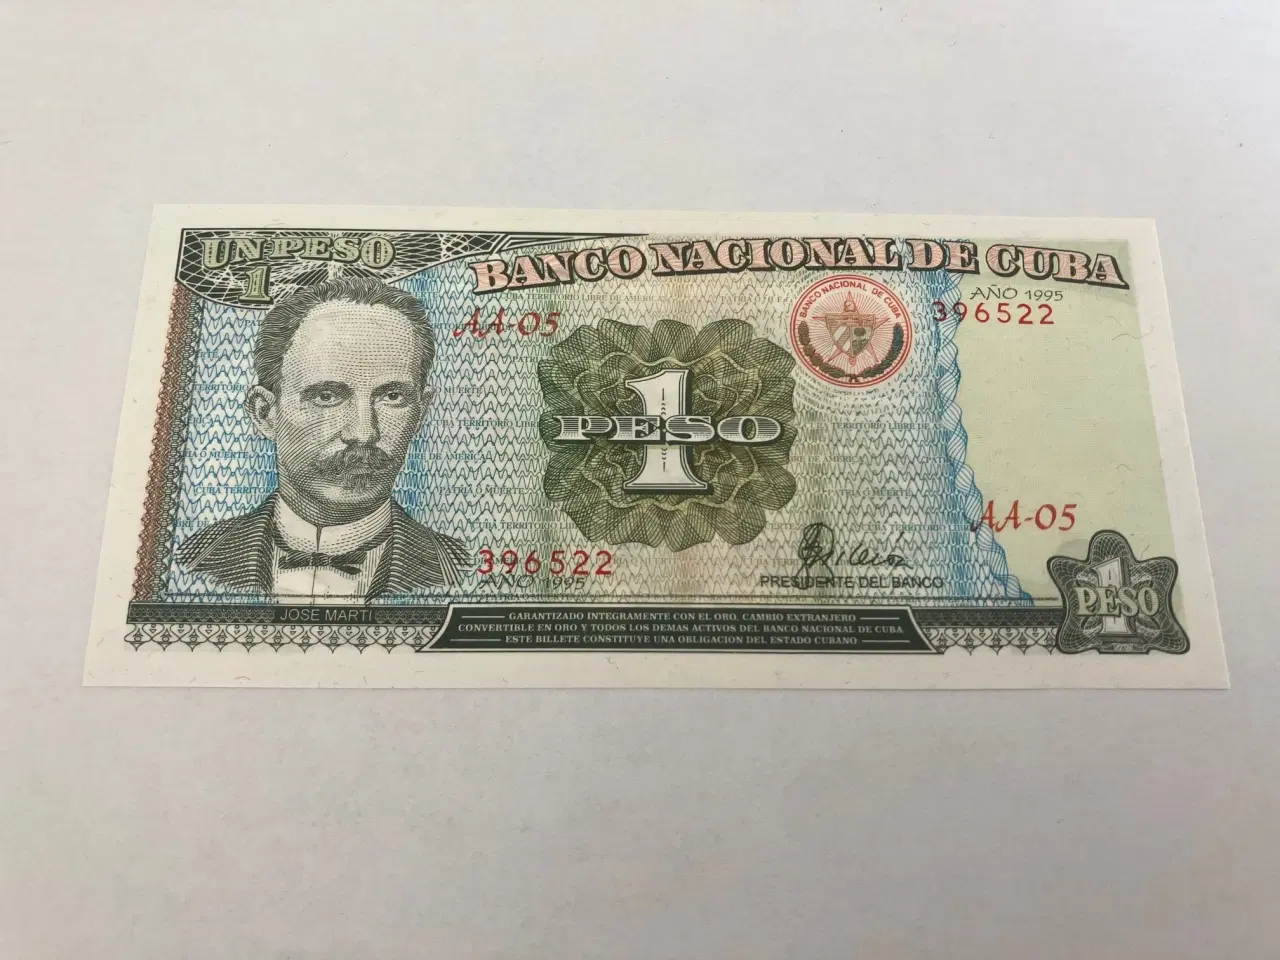 UN PESO
1
BANCO NACIONAL DE CUBA
AÑO 1995
396522
AA-05
BANCO NACIONAL DE CUBA
1
PESO
AA-05
396522
AÑO 1995
PRESIDENTE DEL BANCO
1
PESO
JOSE MARTI
GARANTIZADO INTEGRAMENTE CON EL ORO, CAMBIO EXTRANJERO
CONVERTIBLE EN ORO Y TODOS LOS DEMAS ACTIVOS DEL BANCO NACIONAL DE CUBA
ESTE BILLETE CONSTITUYE UNA OBLIGACION DEL ESTADO CUBANO